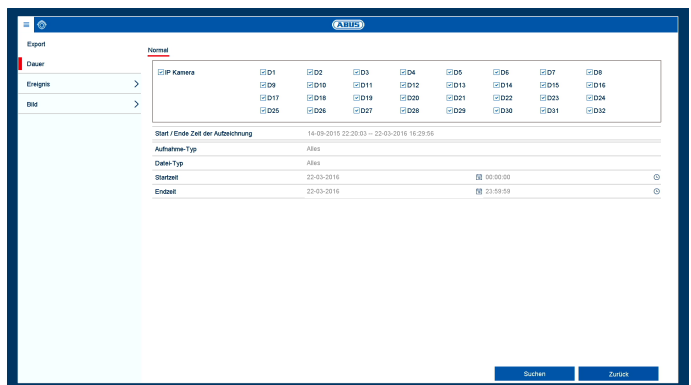 ABUS
Export
Dauer
Ereignis
Bild
Normal
IP Kamera D1 D2 D3 D4 D5 D6 D7 D8
D9 D10 D11 D12 D13 D14 D15 D16
D17 D18 D19 D20 D21 D22 D23 D24
D25 D26 D27 D28 D29 D30 D31 D32
Start / Ende Zeit der Aufzeichnung 14-09-2015 22:20:03 -- 22-03-2016 16:29:56
Aufnahme-Typ Alles
Datei-Typ Alles
Startzeit 22-03-2016 00:00:00
Endzeit 22-03-2016 23:59:59
Suchen Zurück